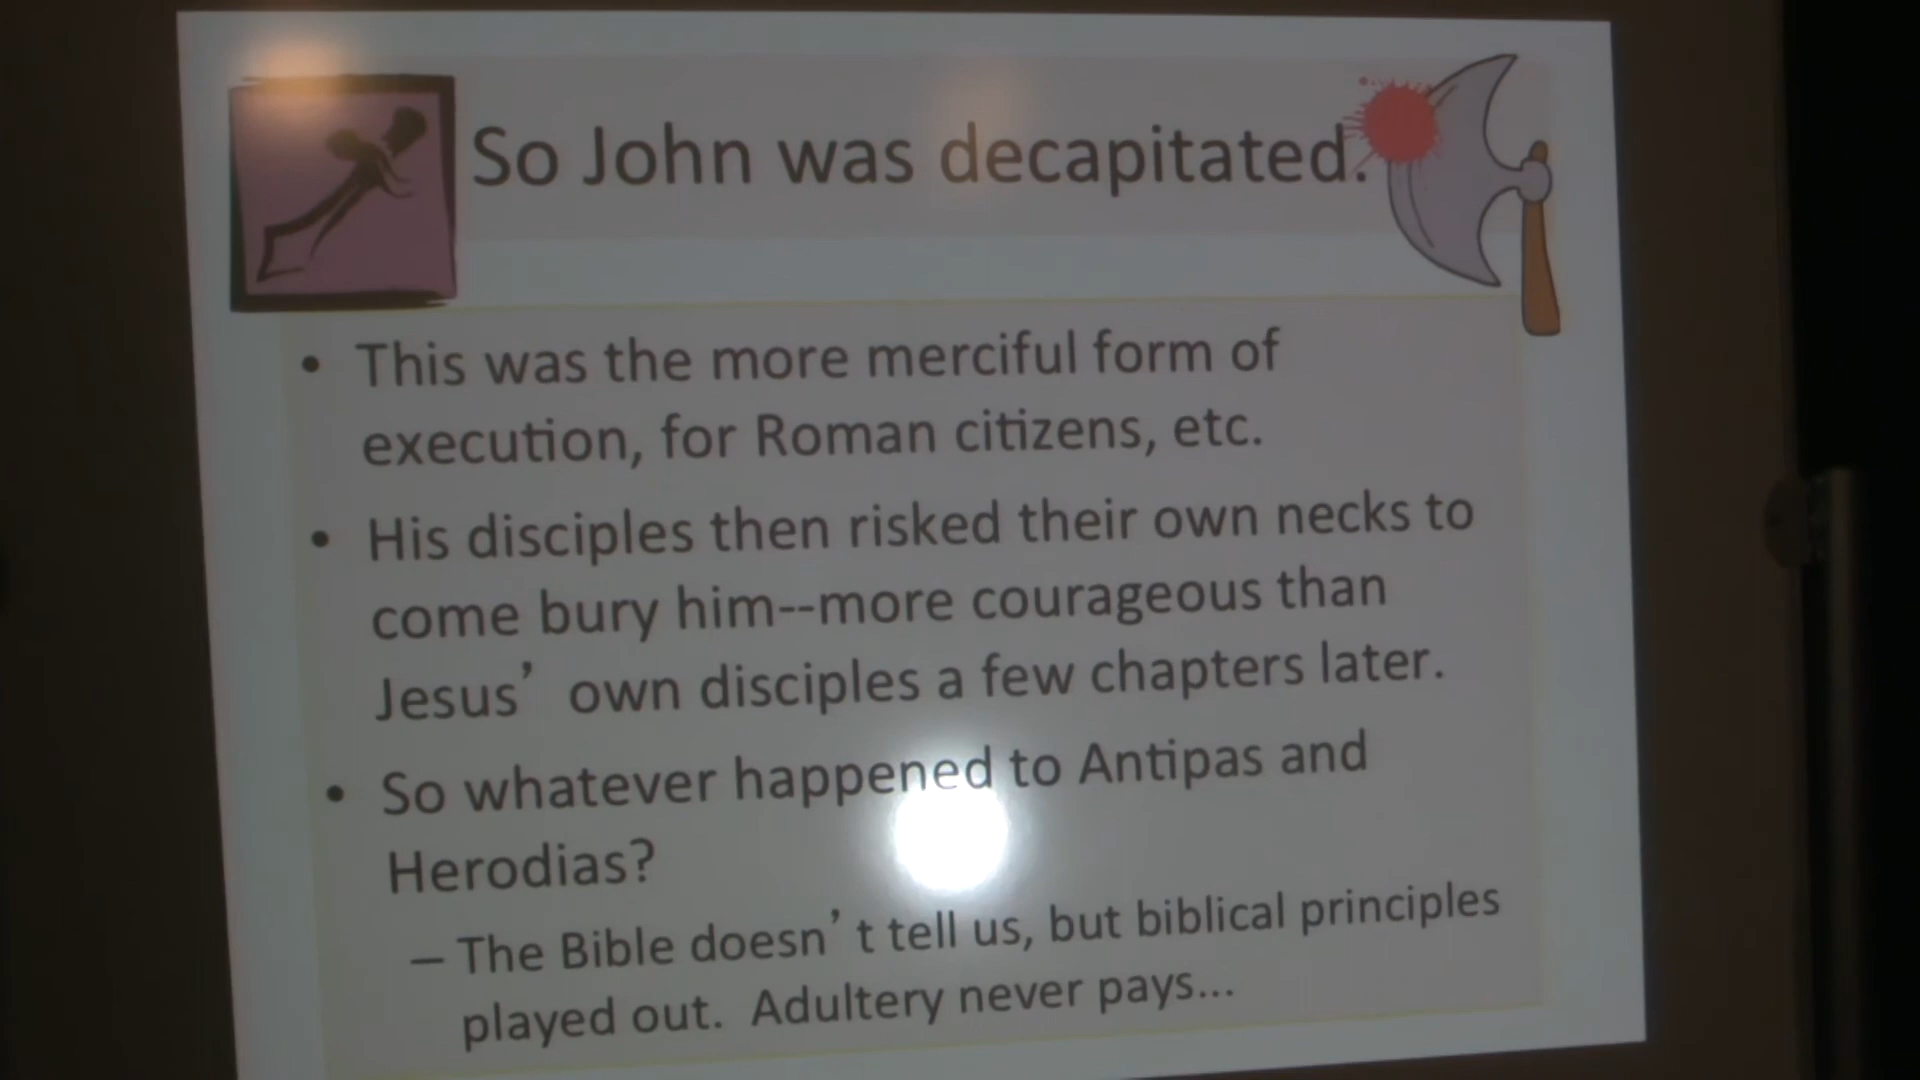 So John was decapitated.
• This was the more merciful form of
execution, for Roman citizens, etc.
• His disciples then risked their own necks to
come bury him--more courageous than
Jesus’ own disciples a few chapters later.
• So whatever happened to Antipas and
Herodias?
– The Bible doesn’t tell us, but biblical principles
played out. Adultery never pays...